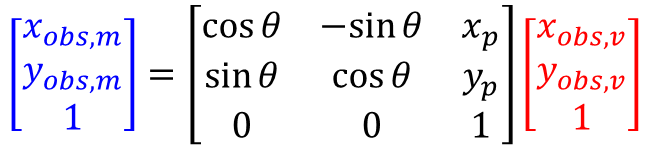 [x_obs,m] = [cos θ −sin θ x_p] [x_obs,v]
[y_obs,m] [sin θ cos θ y_p] [y_obs,v]
[1] [0 0 1] [1]